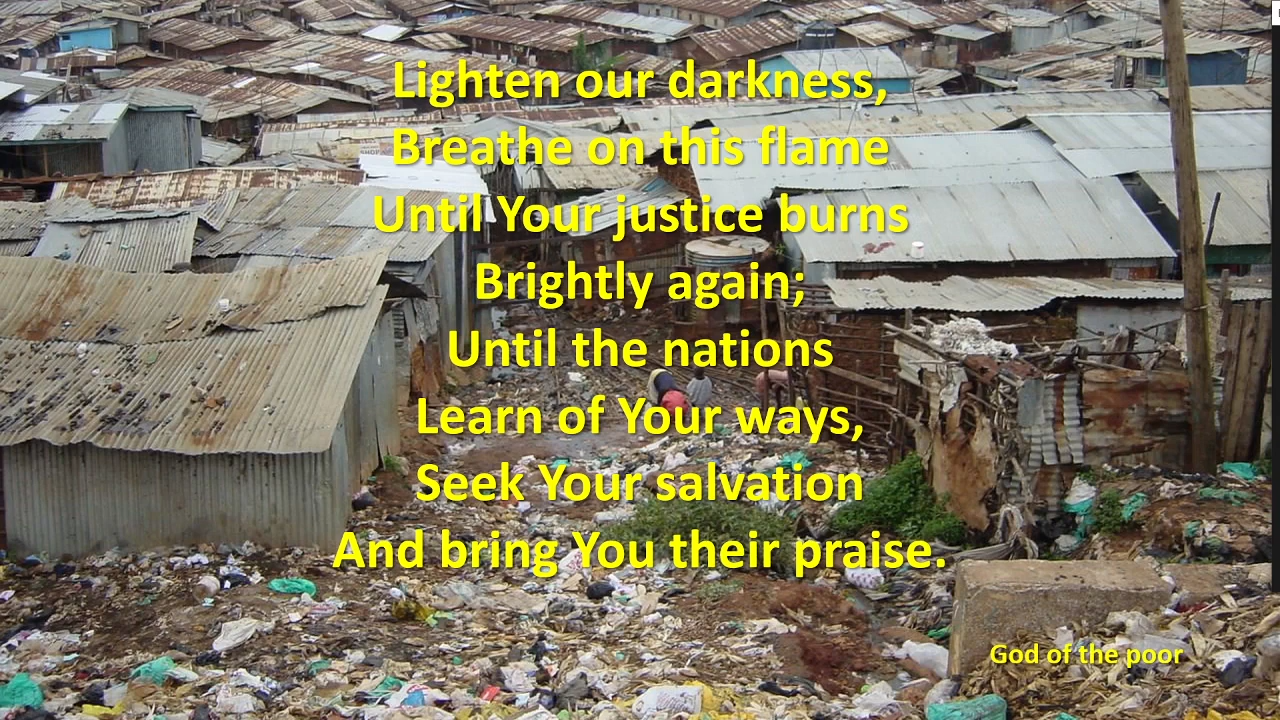 Lighten our darkness,
Breathe on this flame
Until Your justice burns
Brightly again;
Until the nations
Learn of Your ways,
Seek Your salvation
And bring You their praise.
God of the poor